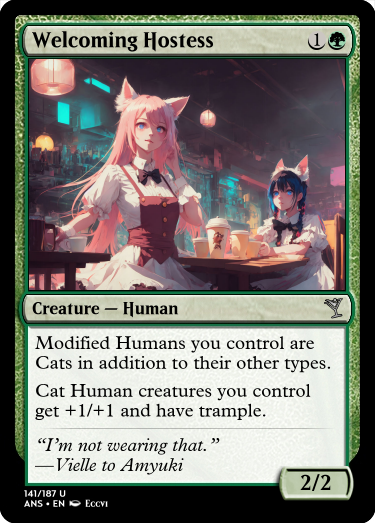 Welcoming Hostess 1
Creature — Human
Modified Humans you control are
Cats in addition to their other types.
Cat Human creatures you control
get +1/+1 and have trample.
“I’m not wearing that.”
—Vielle to Amyuki
2/2
141/187 U
ANS • EN Eccvi